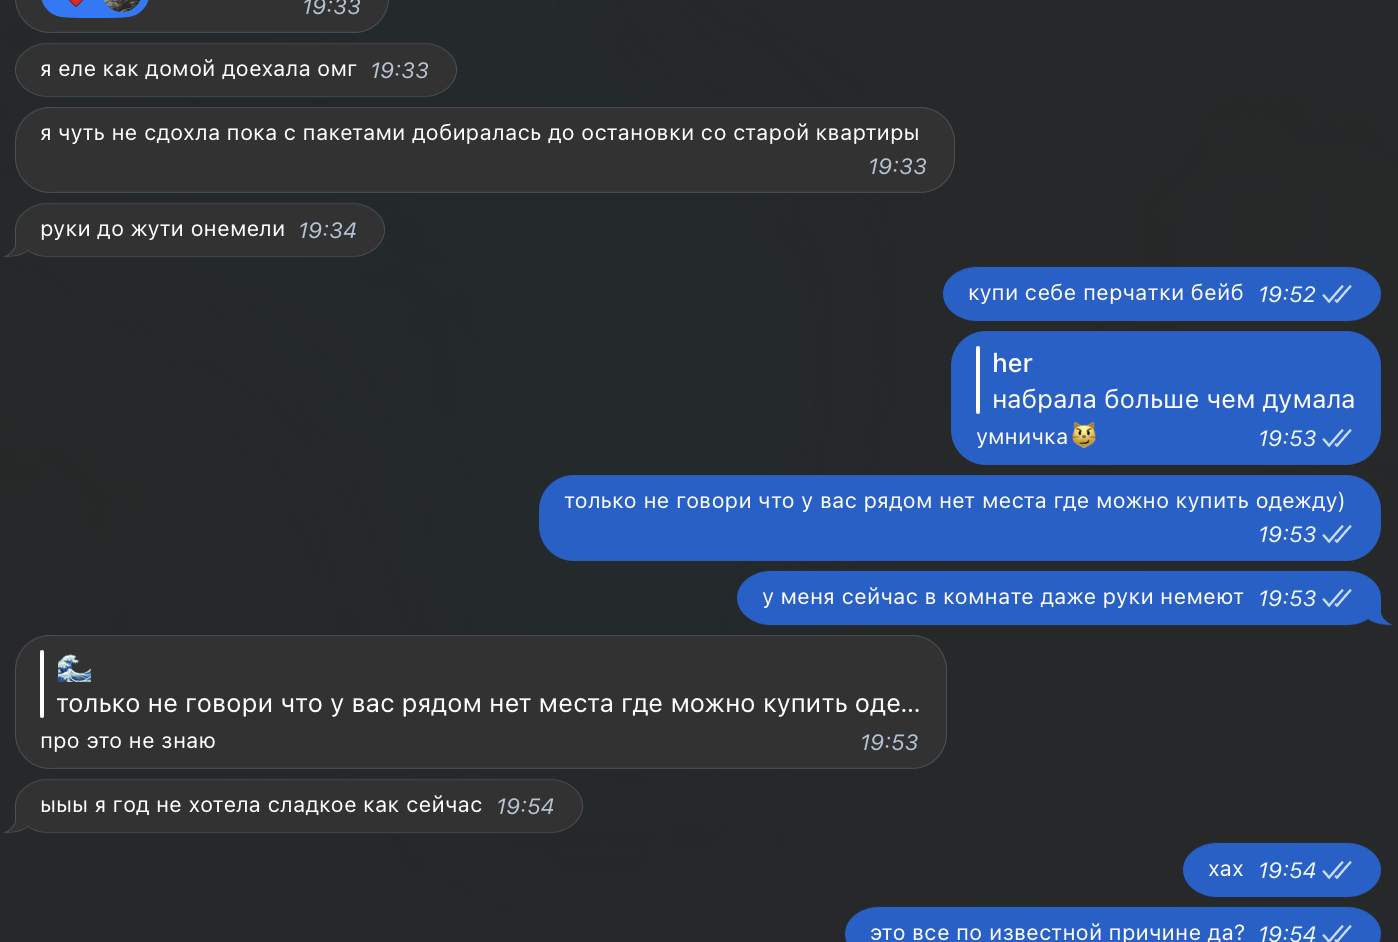 19:33
я еле как домой доехала омг 19:33
я чуть не сдохла пока с пакетами добиралась до остановки со старой квартиры
19:33
руки до жути онемели 19:34
купи себе перчатки бейб 19:52
her
набрала больше чем думала
умничка😼 19:53
только не говори что у вас рядом нет места где можно купить одежду)
19:53
у меня сейчас в комнате даже руки немеют 19:53
🌊
только не говори что у вас рядом нет места где можно купить оде...
про это не знаю 19:53
ыыы я год не хотела сладкое как сейчас 19:54
хах 19:54
это все по известной причине да? 19:54